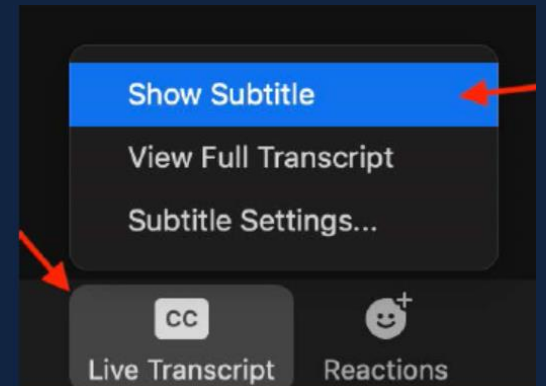 Show Subtitle
View Full Transcript
Subtitle Settings...
CC
Live Transcript
Reactions